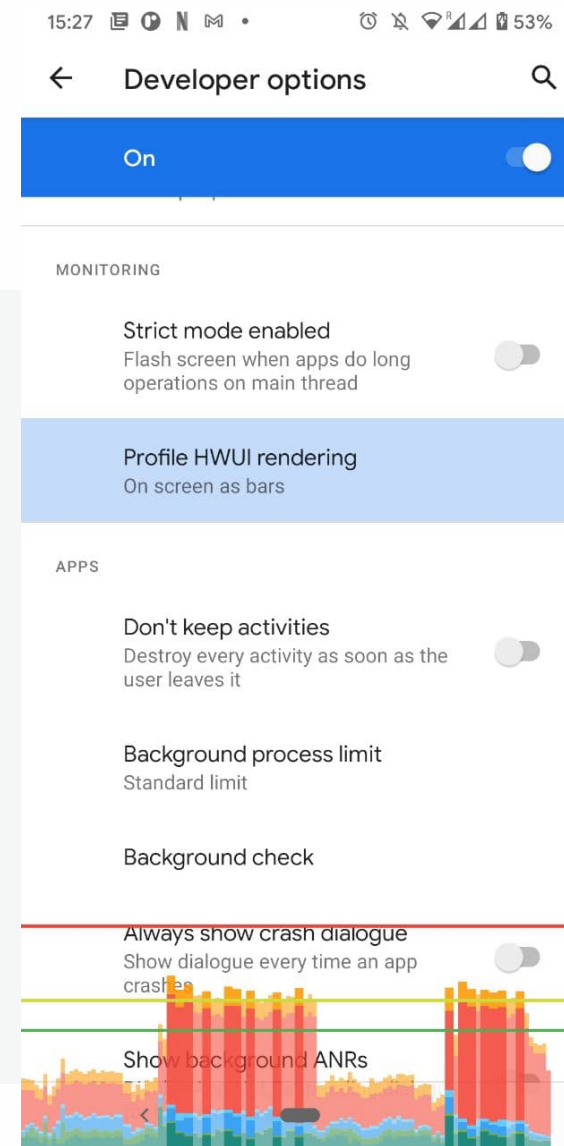 15:27 53%
Developer options
On
MONITORING
Strict mode enabled
Flash screen when apps do long
operations on main thread
Profile HWUI rendering
On screen as bars
APPS
Don't keep activities
Destroy every activity as soon as the
user leaves it
Background process limit
Standard limit
Background check
Always show crash dialogue
Show dialogue every time an app
crashes
Show background ANRs